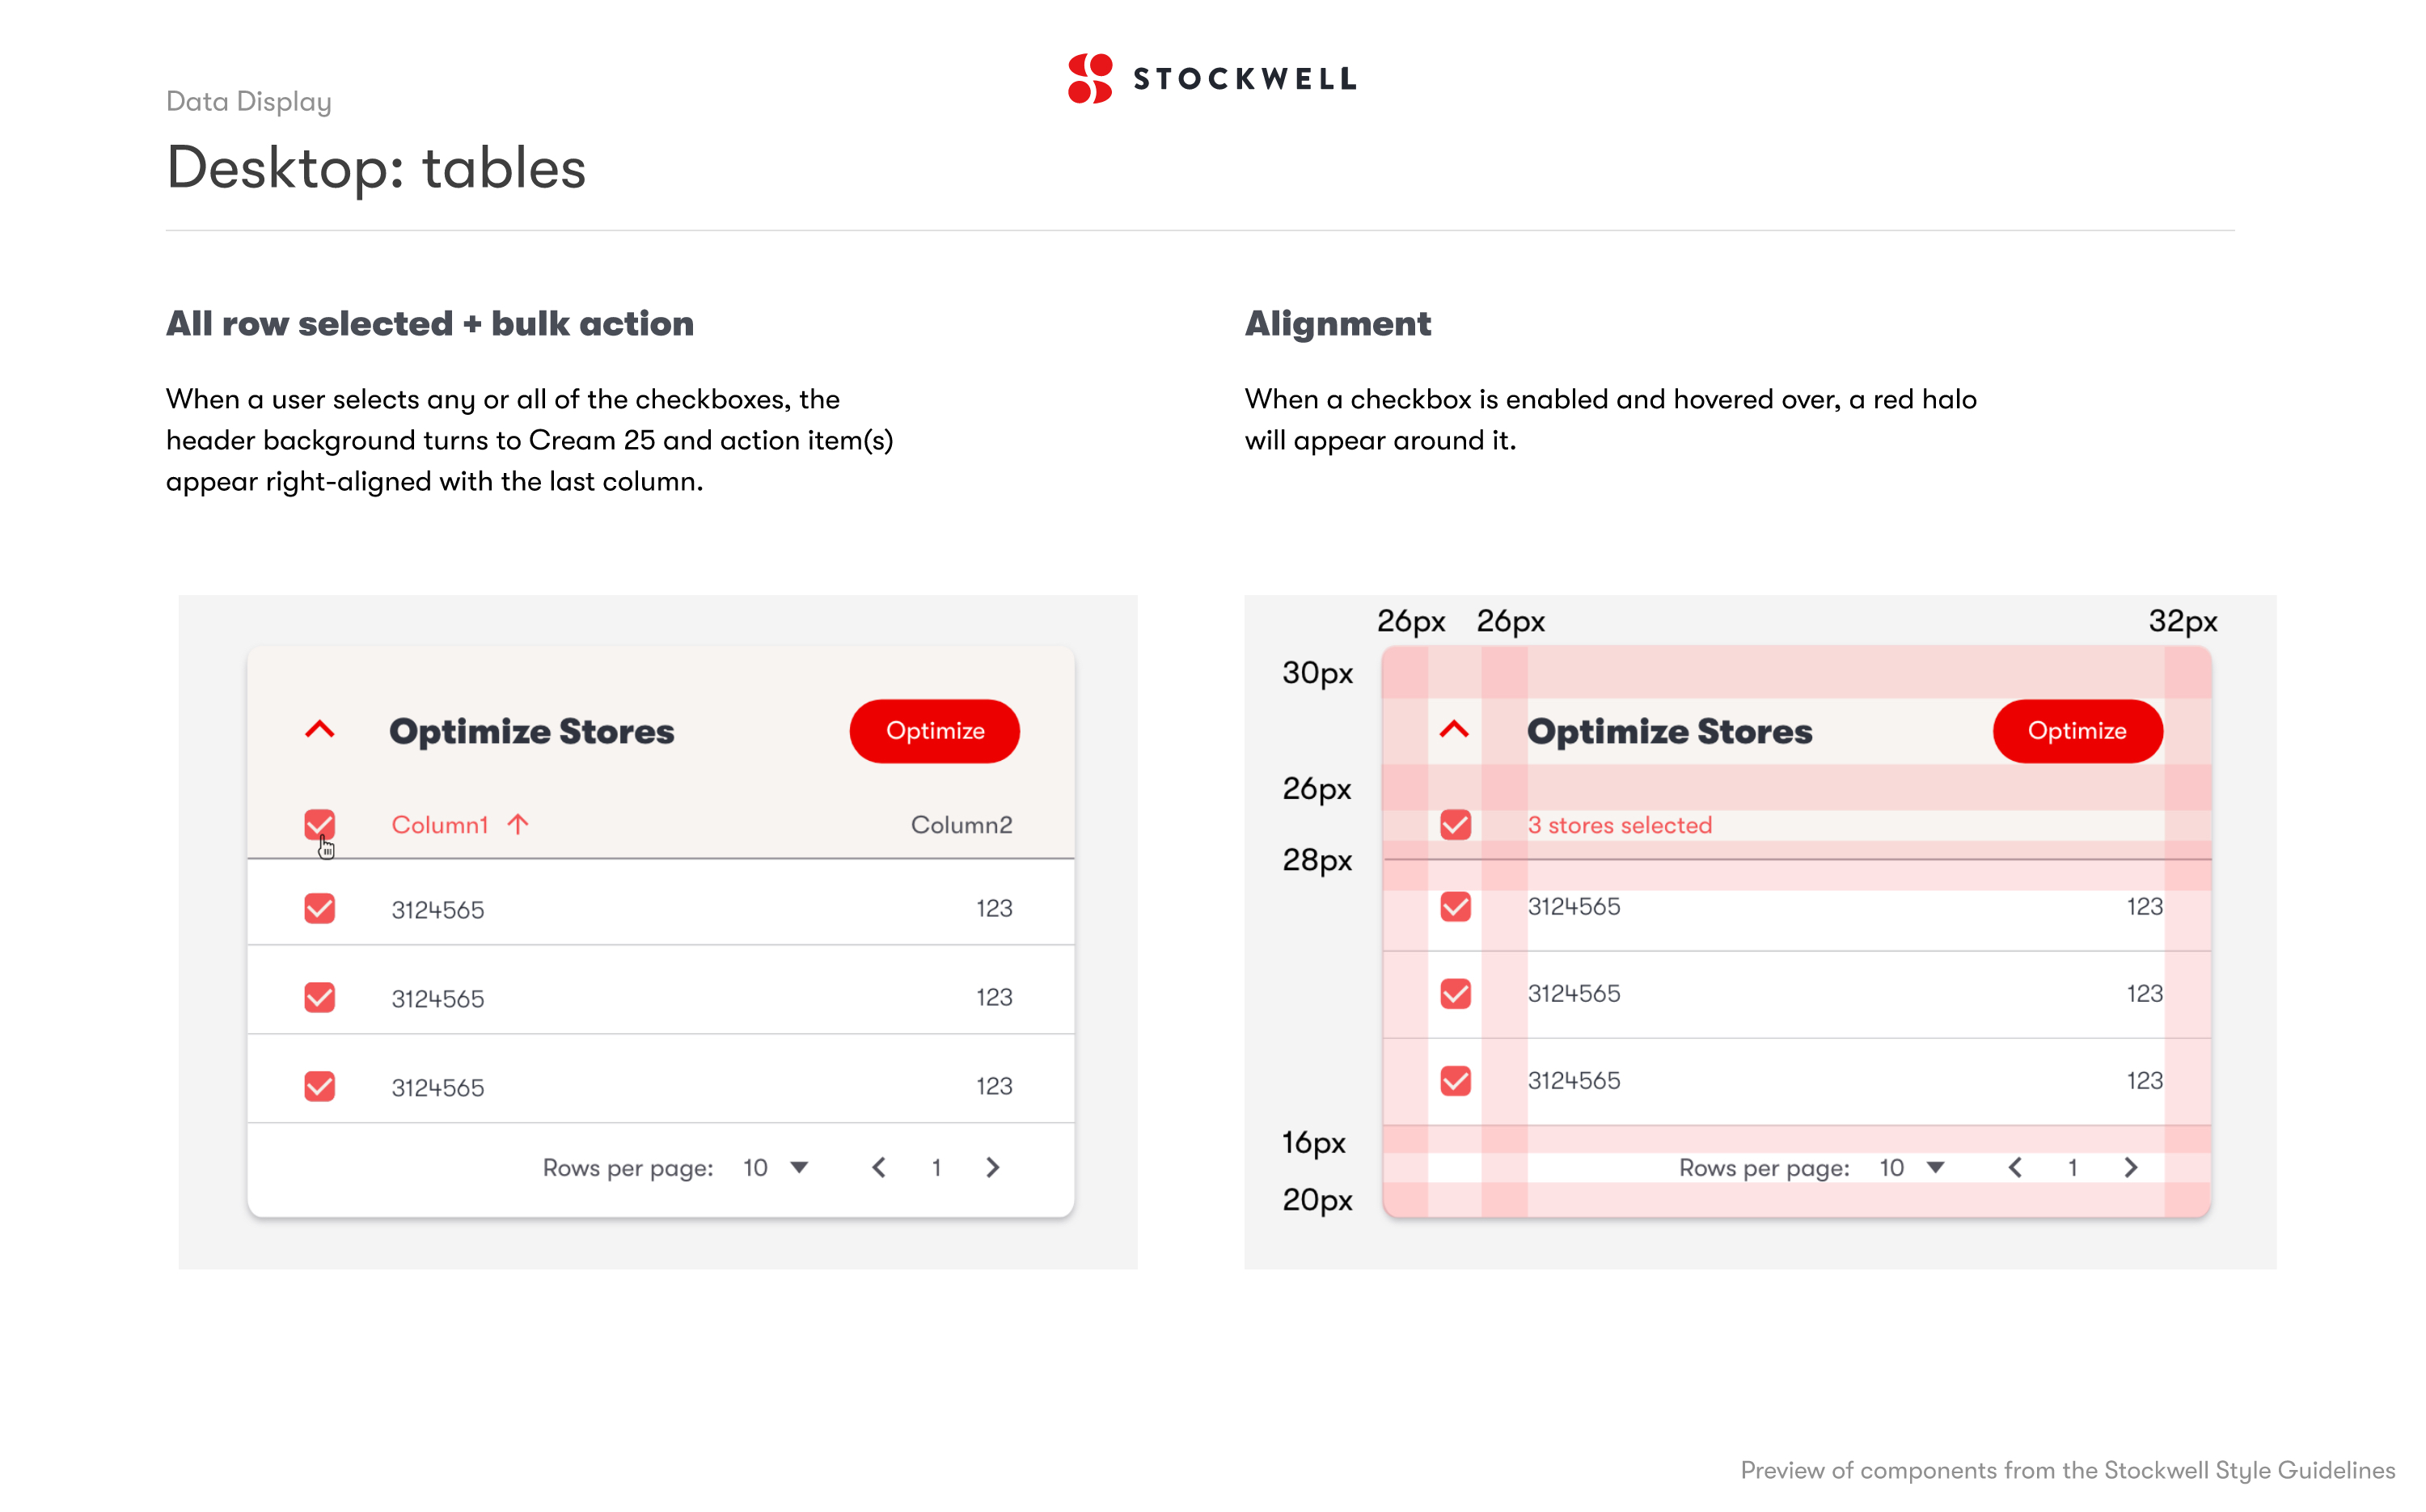 STOCKWELL
Data Display
Desktop: tables
All row selected + bulk action
When a user selects any or all of the checkboxes, the
header background turns to Cream 25 and action item(s)
appear right-aligned with the last column.
Optimize Stores
Optimize
Column1
Column2
3124565
123
3124565
123
3124565
123
Rows per page: 10
1
Alignment
When a checkbox is enabled and hovered over, a red halo
will appear around it.
26px
26px
32px
30px
Optimize Stores
Optimize
26px
3 stores selected
28px
3124565
123
3124565
123
3124565
123
16px
Rows per page: 10
1
20px
Preview of components from the Stockwell Style Guidelines